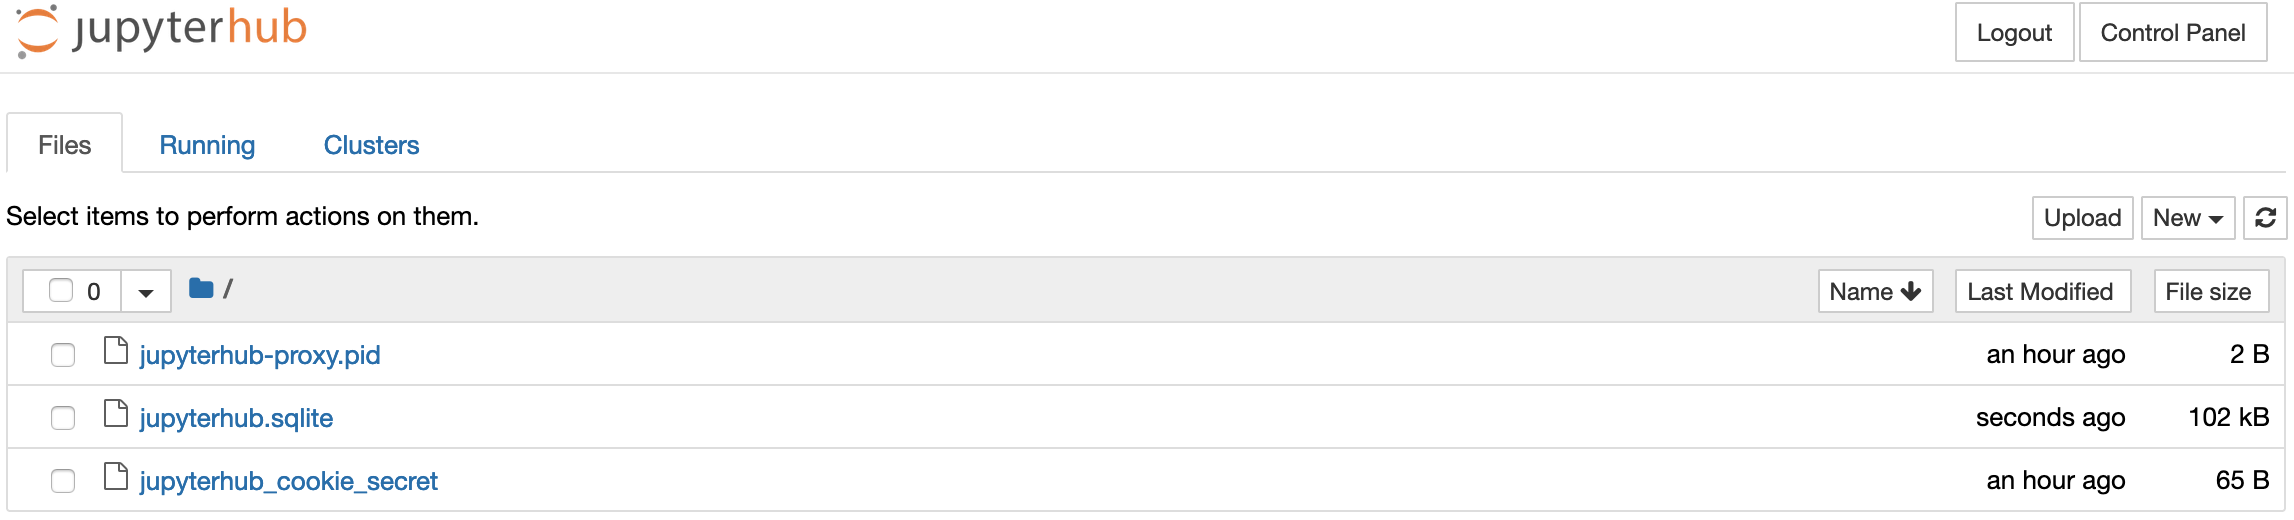 jupyterhub
Logout Control Panel
Files Running Clusters
Select items to perform actions on them.
Upload New
0 / Name Last Modified File size
jupyterhub-proxy.pid an hour ago 2 B
jupyterhub.sqlite seconds ago 102 kB
jupyterhub_cookie_secret an hour ago 65 B